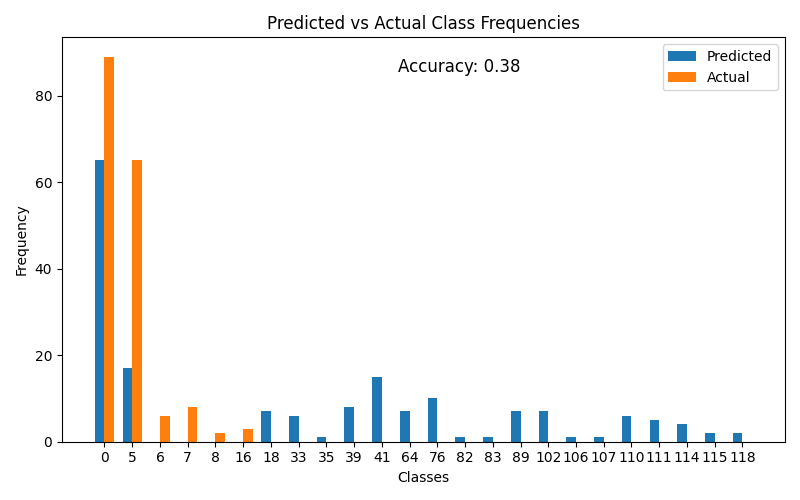 Predicted vs Actual Class Frequencies
Accuracy: 0.38
Predicted
Actual
Frequency
80
60
40
20
0
0 5 6 7 8 16 18 33 35 39 41 64 76 82 83 89 102 106 107 110 111 114 115 118
Classes